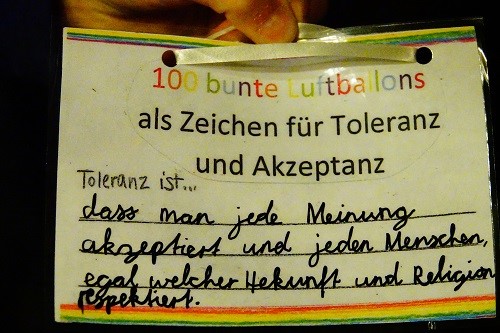 100 bunte Luftballons
als Zeichen für Toleranz
und Akzeptanz
Toleranz ist...
dass man jede Meinung
akzeptiert und jeden Menschen,
egal welcher Hekunft und Religion
respektiert.